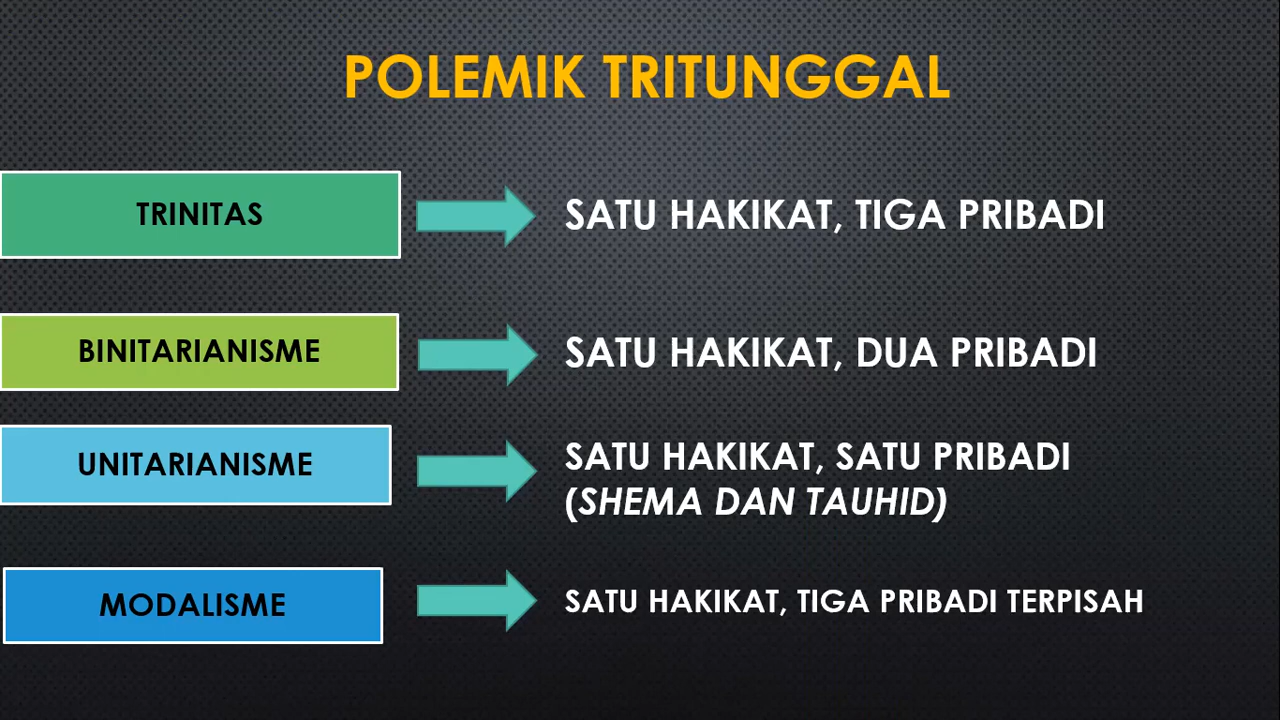 POLEMIK TRITUNGGAL
TRINITAS
SATU HAKIKAT, TIGA PRIBADI
BINITARIANISME
SATU HAKIKAT, DUA PRIBADI
UNITARIANISME
SATU HAKIKAT, SATU PRIBADI
(SHEMA DAN TAUHID)
MODALISME
SATU HAKIKAT, TIGA PRIBADI TERPISAH